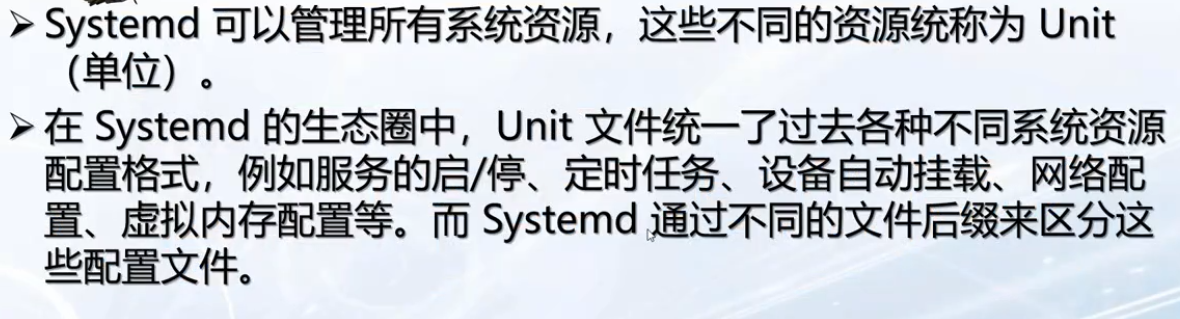 ➢ Systemd 可以管理所有系统资源，这些不同的资源统称为 Unit
（单位）。
➢ 在 Systemd 的生态圈中，Unit 文件统一了过去各种不同系统资源
配置格式，例如服务的启/停、定时任务、设备自动挂载、网络配
置、虚拟内存配置等。而 Systemd 通过不同的文件后缀来区分这
些配置文件。